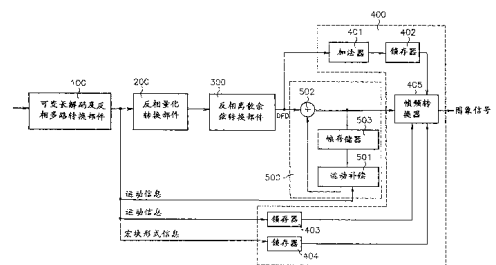 400
401
402
加法器
锁存器
100
200
300
502
405
可变长解码及反相多路转换部件
反相量化转换部件
反相离散余弦转换部件
DFD
帧频转换器
图象信号
503
帧存储器
501
运动补偿
500
运动信息
运动信息
锁存器
403
宏块形式信息
锁存器
404